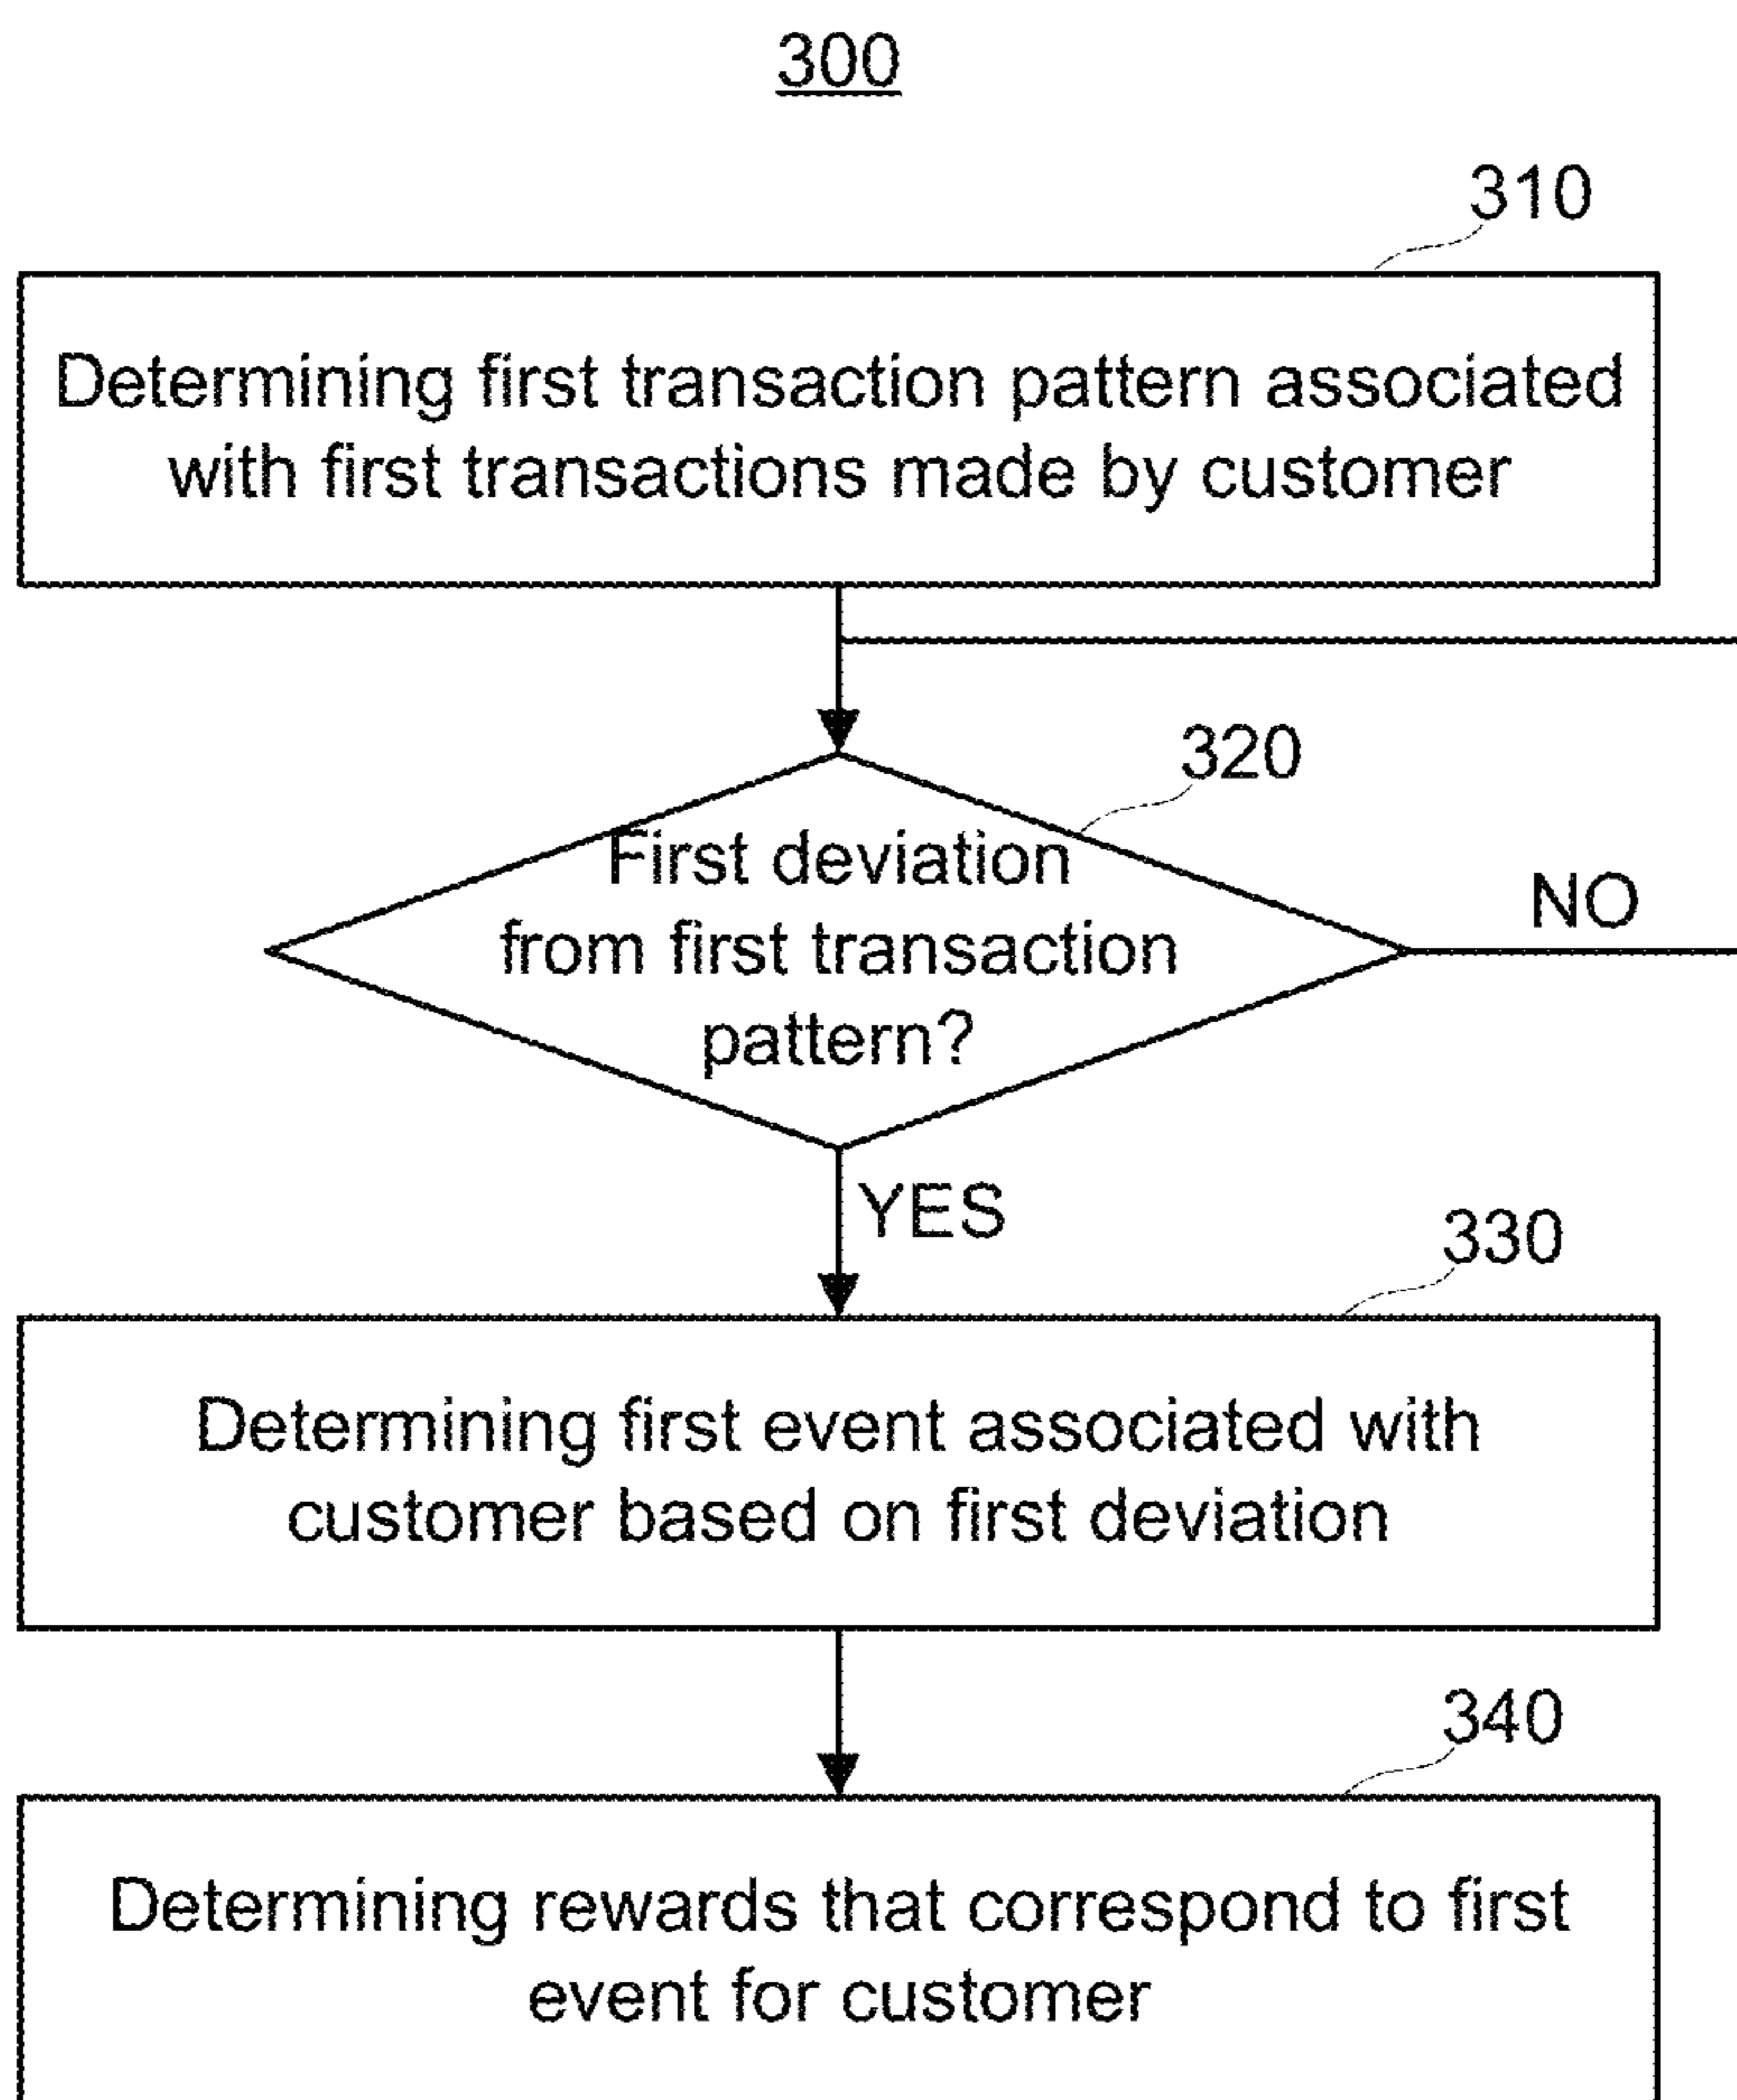 300
310
Determining first transaction pattern associated
with first transactions made by customer
320
First deviation
from first transaction
pattern?
NO
YES
330
Determining first event associated with
customer based on first deviation
340
Determining rewards that correspond to first
event for customer